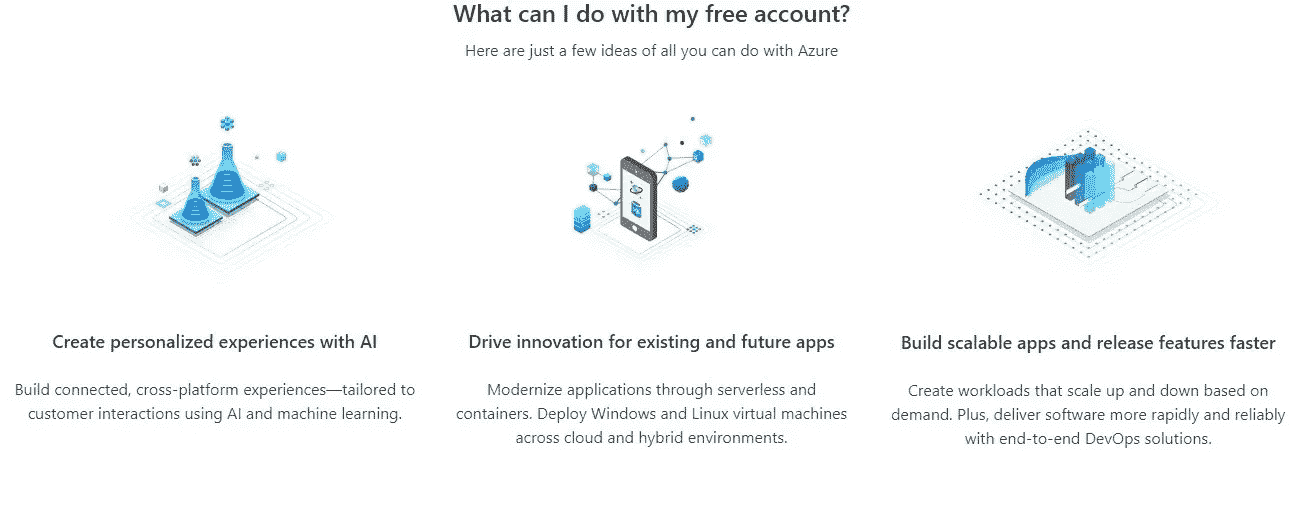 What can I do with my free account?
Here are just a few ideas of all you can do with Azure
Create personalized experiences with AI
Build connected, cross-platform experiences—tailored to
customer interactions using AI and machine learning.
Drive innovation for existing and future apps
Modernize applications through serverless and
containers. Deploy Windows and Linux virtual machines
across cloud and hybrid environments.
Build scalable apps and release features faster
Create workloads that scale up and down based on
demand. Plus, deliver software more rapidly and reliably
with end-to-end DevOps solutions.